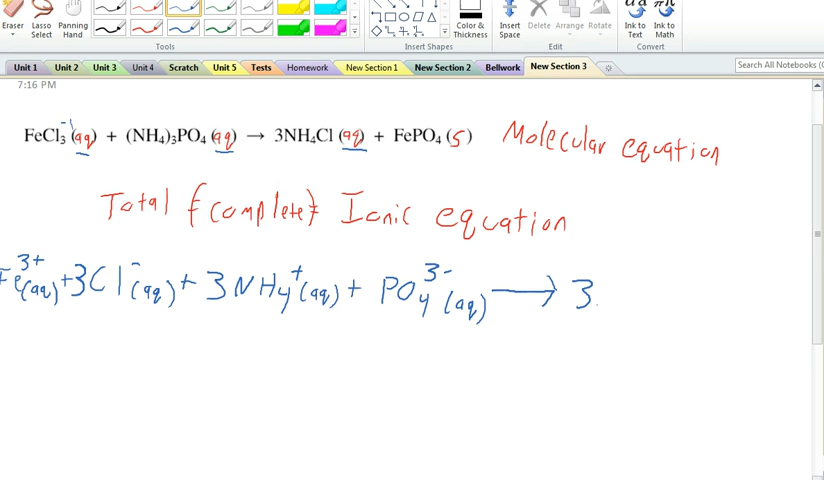 Eraser
Lasso Select
Panning Hand
Tools
Insert Shapes
Color & Thickness
Insert Space
Delete
Arrange
Rotate
Edit
Ink to Text
Ink to Math
Convert
Unit 1 Unit 2 Unit 3 Unit 4 Scratch Unit 5 Tests Homework New Section 1 New Section 2 Bellwork New Section 3
Search All Notebooks (
7:16 PM
FeCl₃⁻¹(aq) + (NH₄)₃PO₄(aq) → 3NH₄Cl (aq) + FePO₄(s) Molecular equation
Total (complete) Ionic equation
Fe³⁺(aq) + 3Cl⁻(aq) + 3NH₄⁺(aq) + PO₄³⁻(aq) ⟶ 3